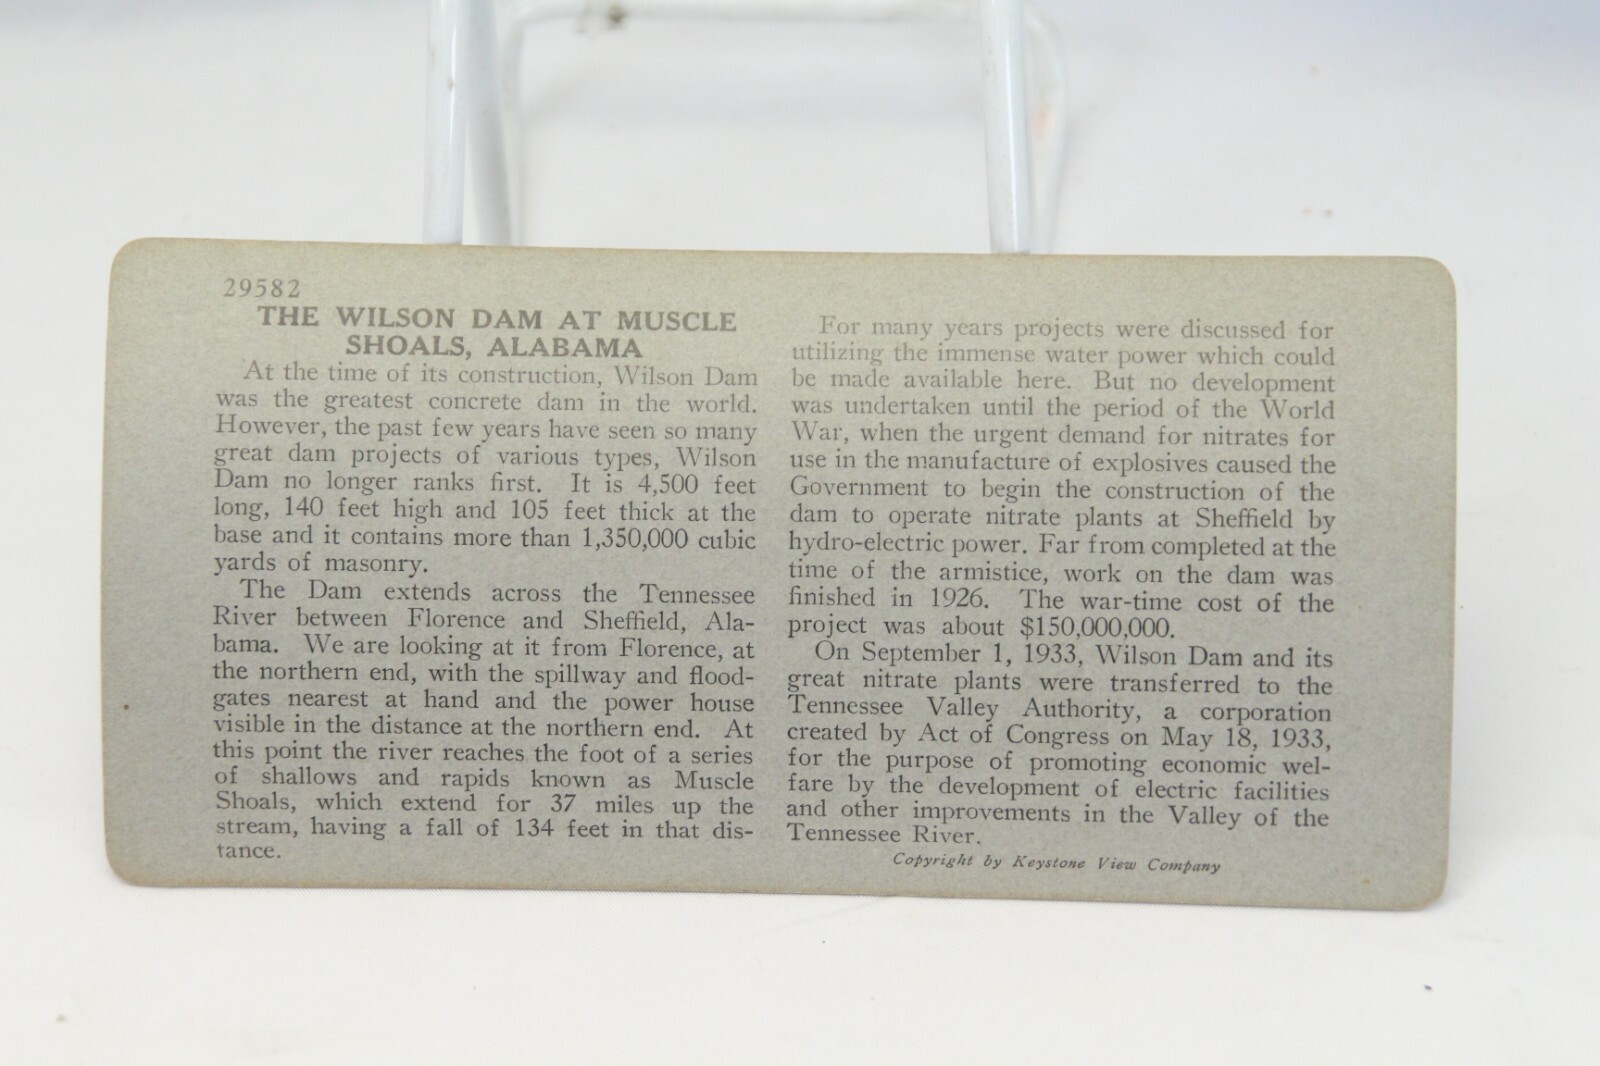 29582
THE WILSON DAM AT MUSCLE
SHOALS, ALABAMA
At the time of its construction, Wilson Dam
was the greatest concrete dam in the world.
However, the past few years have seen so many
great dam projects of various types, Wilson
Dam no longer ranks first. It is 4,500 feet
long, 140 feet high and 105 feet thick at the
base and it contains more than 1,350,000 cubic
yards of masonry.
The Dam extends across the Tennessee
River between Florence and Sheffield, Ala-
bama. We are looking at it from Florence, at
the northern end, with the spillway and flood-
gates nearest at hand and the power house
visible in the distance at the northern end. At
this point the river reaches the foot of a series
of shallows and rapids known as Muscle
Shoals, which extend for 37 miles up the
stream, having a fall of 134 feet in that dis-
tance.
For many years projects were discussed for
utilizing the immense water power which could
be made available here. But no development
was undertaken until the period of the World
War, when the urgent demand for nitrates for
use in the manufacture of explosives caused the
Government to begin the construction of the
dam to operate nitrate plants at Sheffield by
hydro-electric power. Far from completed at the
time of the armistice, work on the dam was
finished in 1926. The war-time cost of the
project was about $150,000,000.
On September 1, 1933, Wilson Dam and its
great nitrate plants were transferred to the
Tennessee Valley Authority, a corporation
created by Act of Congress on May 18, 1933,
for the purpose of promoting economic wel-
fare by the development of electric facilities
and other improvements in the Valley of the
Tennessee River.
Copyright by Keystone View Company